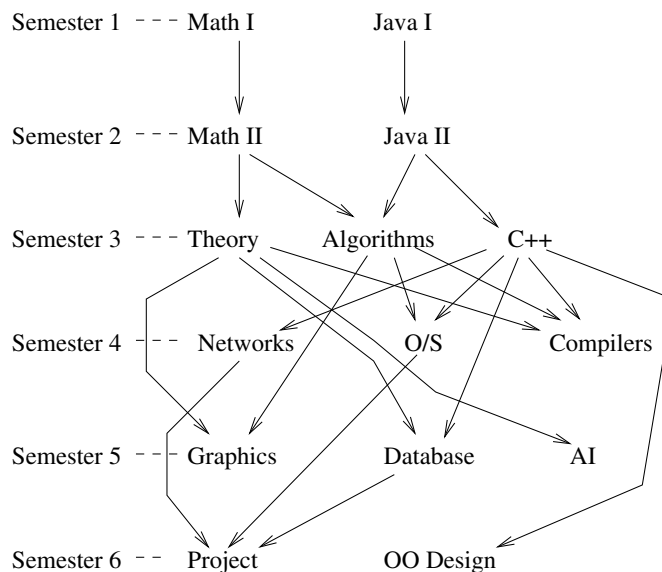 Semester 1 Math I Java I
Semester 2 Math II Java II
Semester 3 Theory Algorithms C++
Semester 4 Networks O/S Compilers
Semester 5 Graphics Database AI
Semester 6 Project OO Design